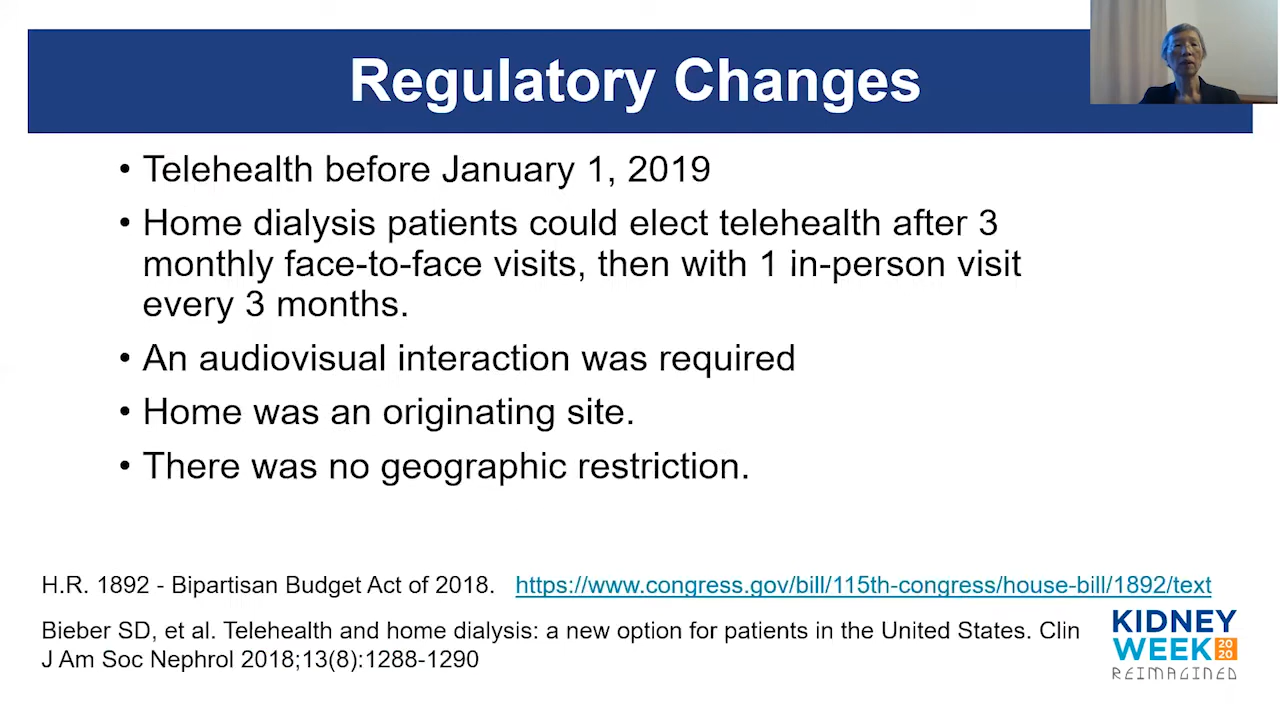 Regulatory Changes
• Telehealth before January 1, 2019
• Home dialysis patients could elect telehealth after 3
monthly face-to-face visits, then with 1 in-person visit
every 3 months.
• An audiovisual interaction was required
• Home was an originating site.
• There was no geographic restriction.
H.R. 1892 - Bipartisan Budget Act of 2018. https://www.congress.gov/bill/115th-congress/house-bill/1892/text
Bieber SD, et al. Telehealth and home dialysis: a new option for patients in the United States. Clin
J Am Soc Nephrol 2018;13(8):1288-1290
KIDNEY
WEEK 2020
REIMAGINED